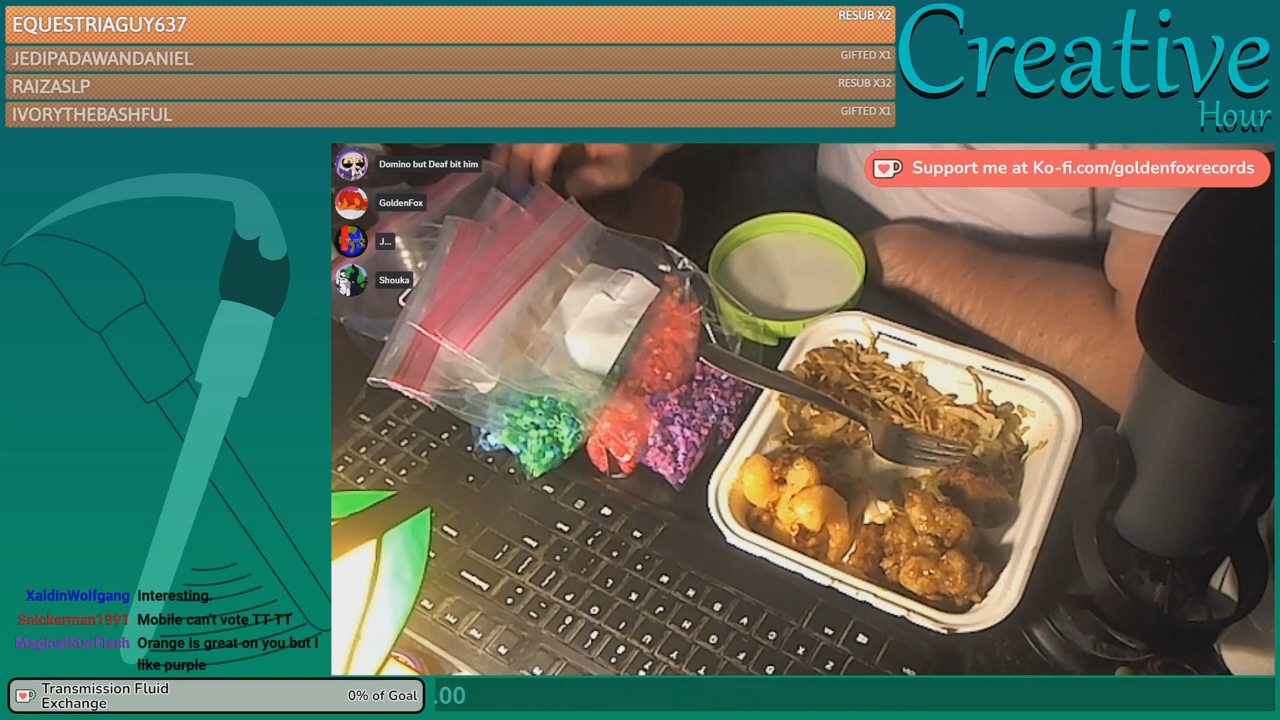 EQUESTRIAGUY637
RESUB X2
JEDIPADAWANDANIEL
GIFTED X1
RAIZASLP
RESUB X32
IVORYTHEBASHFUL
GIFTED X1
Creative
Hour
Domino but Deaf bit him
GoldenFox
J...
Shouka
Support me at Ko-fi.com/goldenfoxrecords
XaldinWolfgang Interesting.
Snickerman1991 Mobile can't vote TT-TT
MagicalStarFlash Orange is great on you but I
like purple
Transmission Fluid
Exchange
0% of Goal
.00